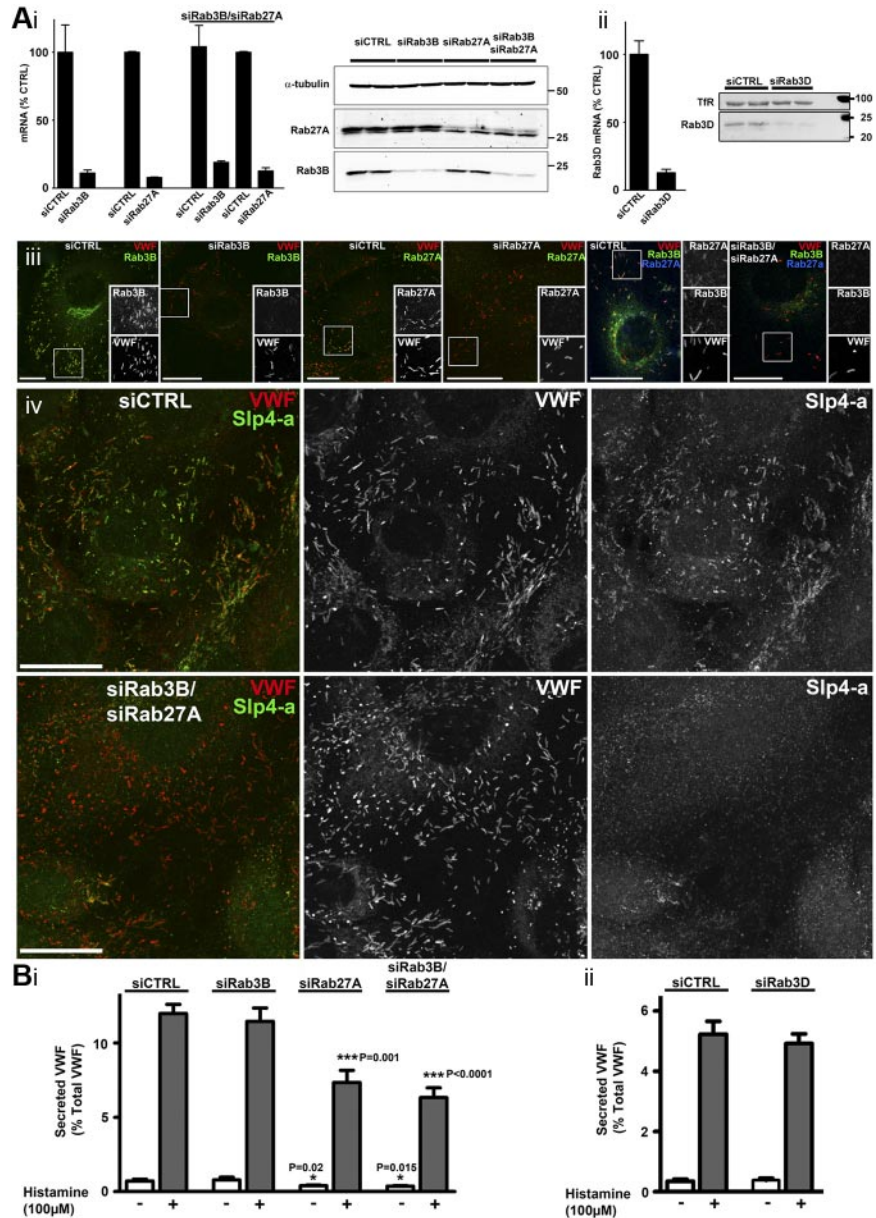 Ai
siRab3B/siRab27A
mRNA (% CTRL)
100
50
0
siCTRL
siRab3B
siCTRL
siRab27A
siCTRL
siRab3B
siCTRL
siRab27A
siCTRL siRab3B siRab27A siRab3B siRab27A
α-tubulin
50
Rab27A
25
Rab3B
25
ii
Rab3D mRNA (% CTRL)
100
50
0
siCTRL
siRab3D
siCTRL siRab3D
TfR
100
25
Rab3D
20
iii
siCTRL VWF
Rab3B
Rab3B
VWF
siRab3B VWF
Rab3B
Rab3B
VWF
siCTRL VWF
Rab27A
Rab27A
VWF
siRab27A VWF
Rab27A
Rab27A
VWF
siCTRL VWF
Rab3B
Rab27A
Rab27A
Rab3B
VWF
siRab3B/ VWF
siRab27A Rab3B
Rab27a
Rab27A
Rab3B
VWF
iv
siCTRL VWF
Slp4-a
VWF
Slp4-a
siRab3B/ VWF
siRab27A Slp4-a
VWF
Slp4-a
Bi
siCTRL siRab3B siRab27A siRab3B/
siRab27A
Secreted VWF
(% Total VWF)
10
5
0
P=0.02
*
***P=0.001
P=0.015
*
***P<0.0001
Histamine
(100µM)
- + - + - + - +
ii
siCTRL siRab3D
Secreted VWF
(% Total VWF)
6
4
2
0
Histamine
(100µM)
- + - +